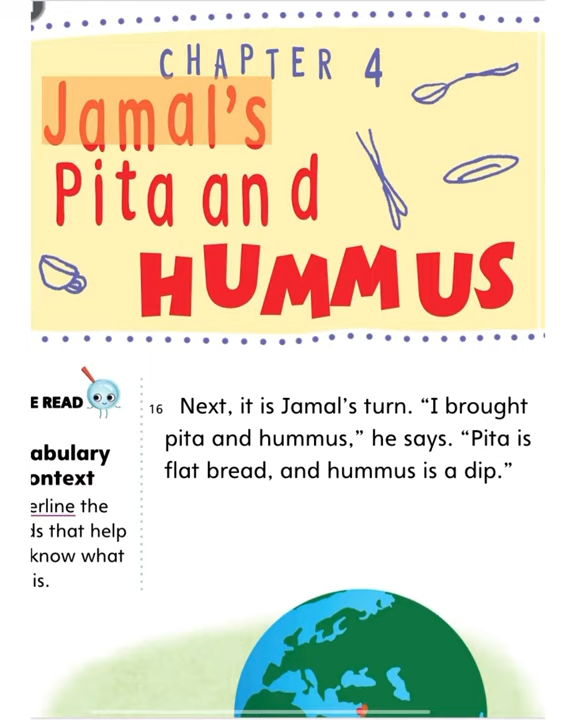 CHAPTER 4
Jamal's
Pita and
HUMMUS
E READ
abulary
ontext
erline the
ds that help
know what
is.
16 Next, it is Jamal's turn. “I brought
pita and hummus,” he says. “Pita is
flat bread, and hummus is a dip.”